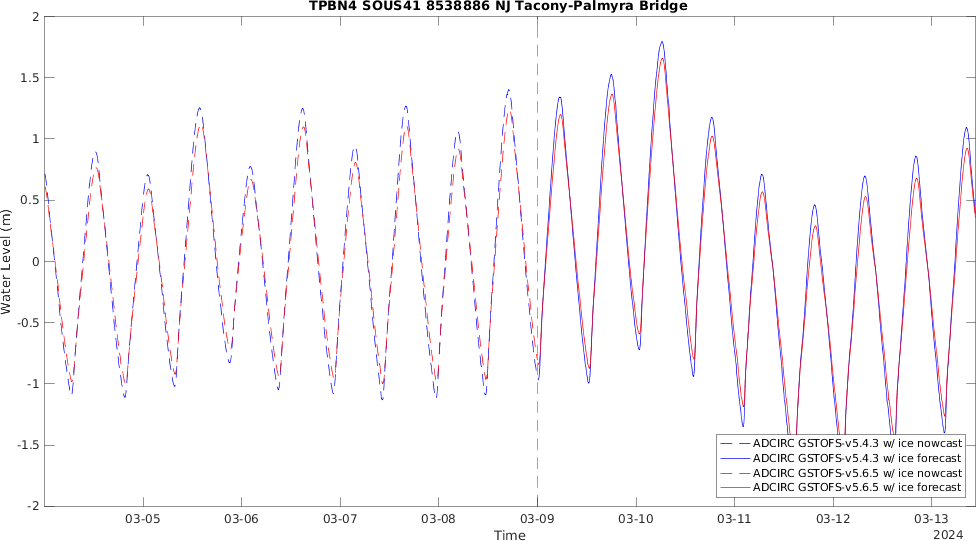 TPBN4 SOUS41 8538886 NJ Tacony-Palmyra Bridge
2
1.5
1
0.5
0
-0.5
-1
-1.5
-2
Water Level (m)
03-05
03-06
03-07
03-08
03-09
03-10
03-11
03-12
03-13
2024
Time
ADCIRC GSTOFS-v5.4.3 w/ ice nowcast
ADCIRC GSTOFS-v5.4.3 w/ ice forecast
ADCIRC GSTOFS-v5.6.5 w/ ice nowcast
ADCIRC GSTOFS-v5.6.5 w/ ice forecast